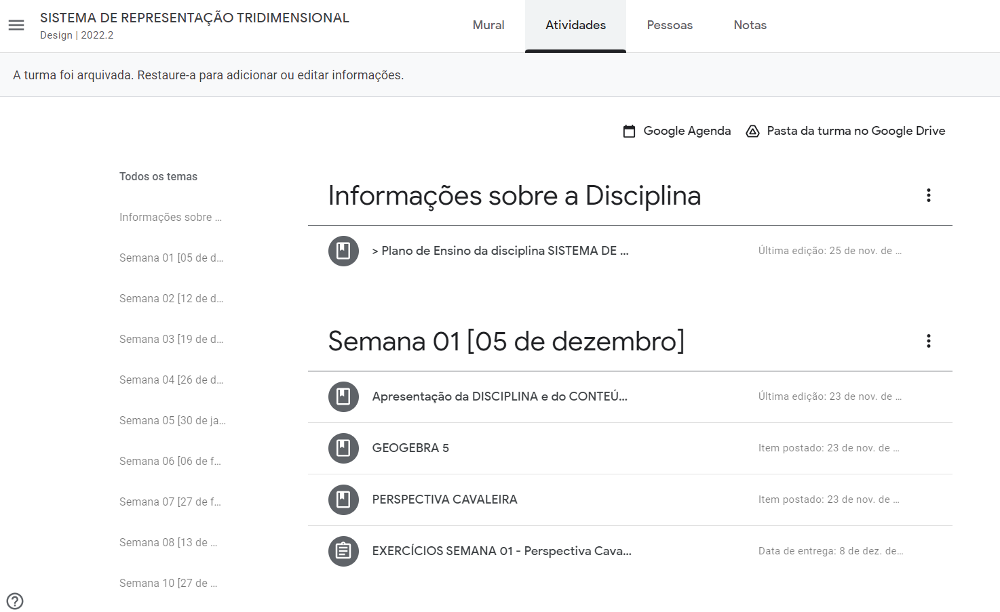 SISTEMA DE REPRESENTAÇÃO TRIDIMENSIONAL
Design | 2022.2
Mural
Atividades
Pessoas
Notas
A turma foi arquivada. Restaure-a para adicionar ou editar informações.
Google Agenda
Pasta da turma no Google Drive
Todos os temas
Informações sobre ...
Semana 01 [05 de d...
Semana 02 [12 de d...
Semana 03 [19 de d...
Semana 04 [26 de d...
Semana 05 [30 de ja...
Semana 06 [06 de f...
Semana 07 [27 de f...
Semana 08 [13 de ...
Semana 10 [27 de ...
Informações sobre a Disciplina
> Plano de Ensino da disciplina SISTEMA DE ...
Última edição: 25 de nov. de ...
Semana 01 [05 de dezembro]
Apresentação da DISCIPLINA e do CONTEÚ...
Última edição: 23 de nov. de ...
GEOGEBRA 5
Item postado: 23 de nov. de ...
PERSPECTIVA CAVALEIRA
Item postado: 23 de nov. de ...
EXERCÍCIOS SEMANA 01 - Perspectiva Cava...
Data de entrega: 8 de dez. de...